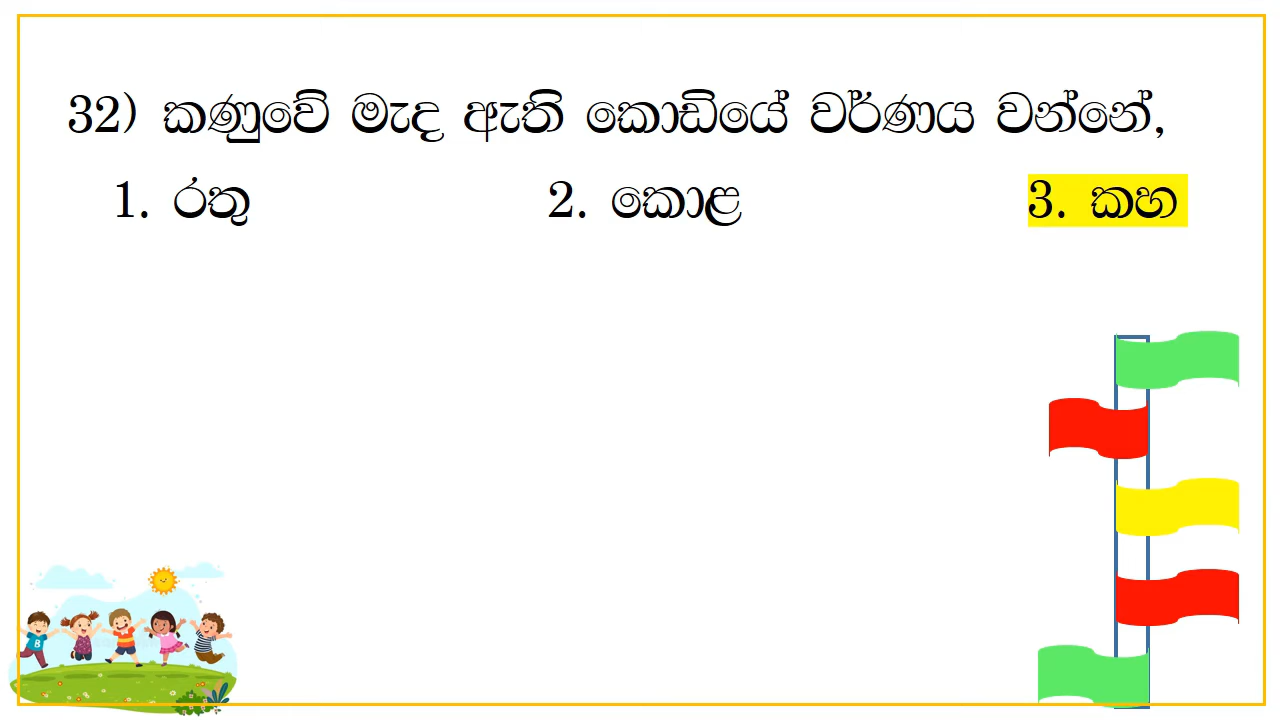 32) කණුවේ මැද ඇති කොඩියේ වර්ණය වන්නේ,
1. රතු 2. කොළ 3. කහ
B